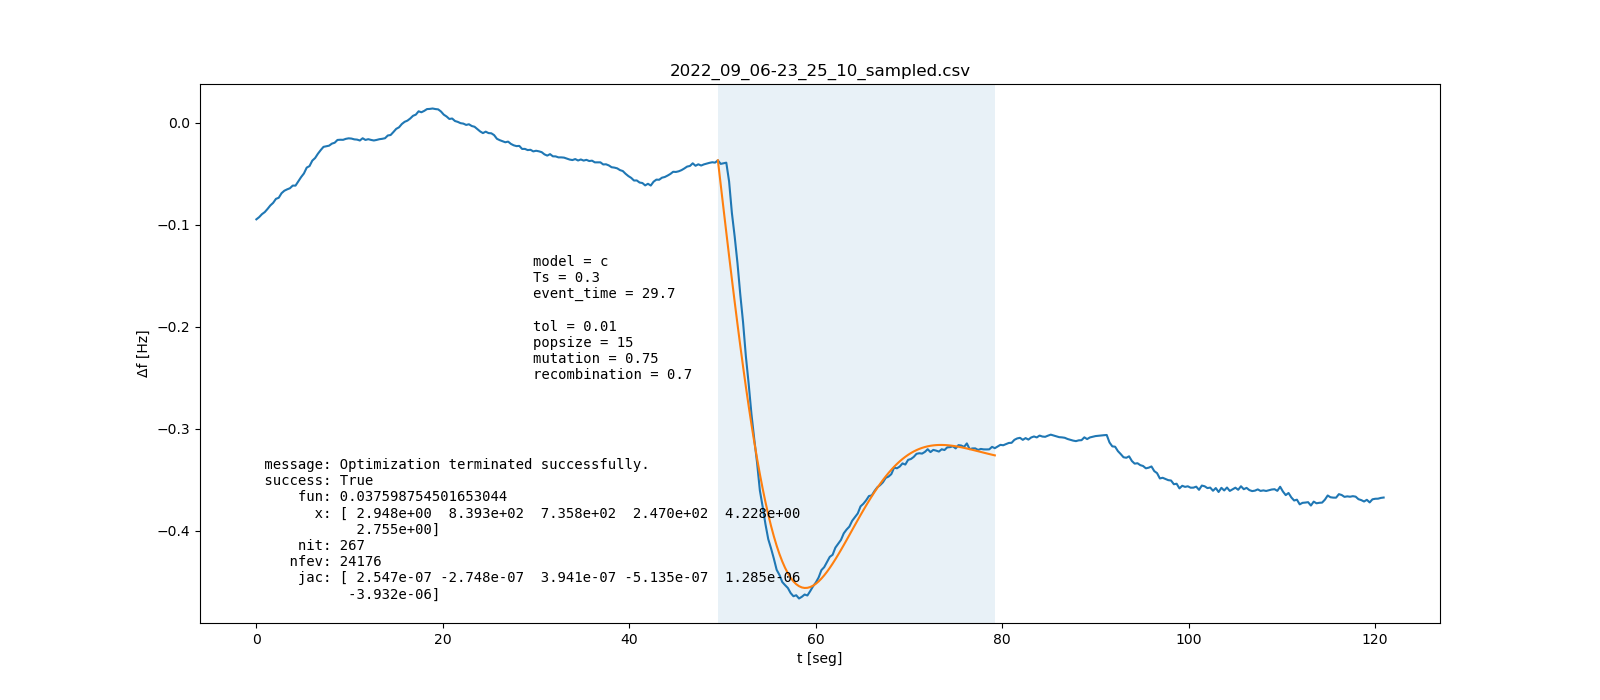 2022_09_06-23_25_10_sampled.csv
0.0
−0.1
−0.2
−0.3
−0.4
Δf [Hz]
model = c
Ts = 0.3
event_time = 29.7
tol = 0.01
popsize = 15
mutation = 0.75
recombination = 0.7
message: Optimization terminated successfully.
success: True
fun: 0.037598754501653044
x: [ 2.948e+00  8.393e+02  7.358e+02  2.470e+02  4.228e+00
2.755e+00]
nit: 267
nfev: 24176
jac: [ 2.547e-07 -2.748e-07  3.941e-07 -5.135e-07  1.285e-06
-3.932e-06]
0 20 40 60 80 100 120
t [seg]